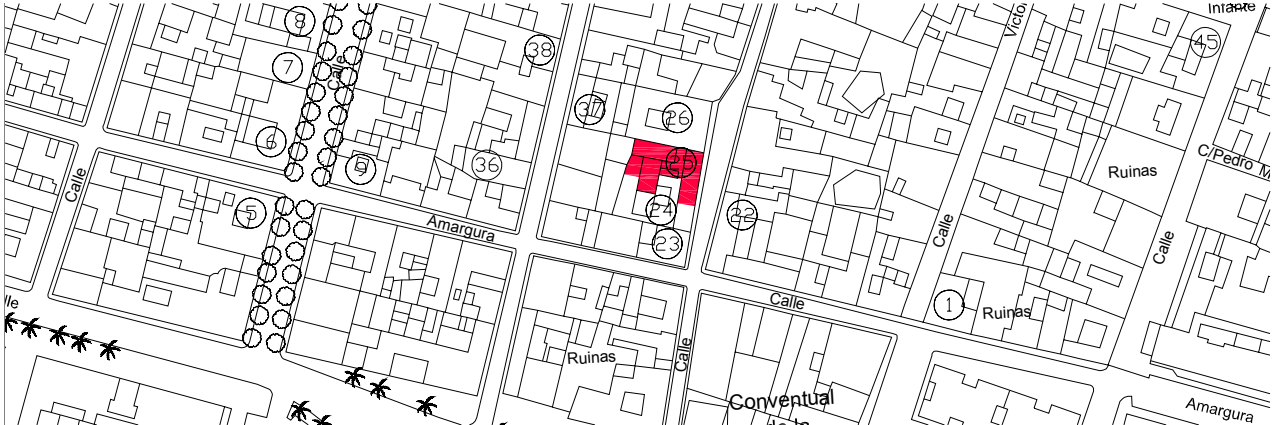 Infante
8
Calle
38
45
7
37
26
6
9
36
25
C/Pedro M
Ruinas
Calle
5
24
22
Amargura
23
Calle
Calle
lle
Calle
1
Ruinas
Ruinas
Calle
Conventual
Amargura